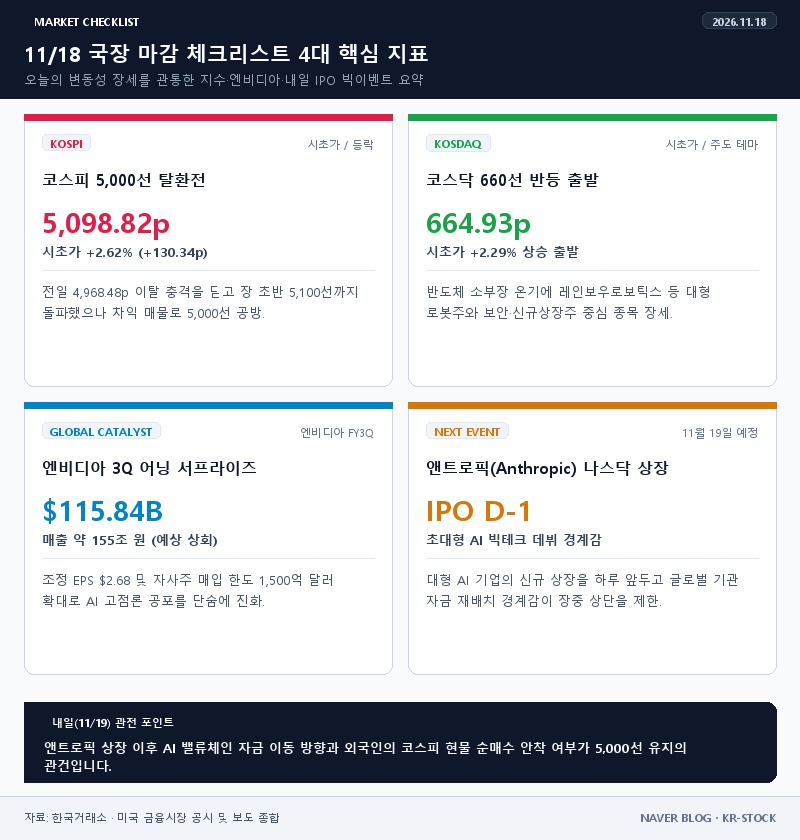 MARKET CHECKLIST
2026.11.18
11/18 국장 마감 체크리스트 4대 핵심 지표
오늘의 변동성 장세를 관통한 지수·엔비디아·내일 IPO 빅이벤트 요약
KOSPI
시초가 / 등락
코스피 5,000선 탈환전
5,098.82p
시초가 +2.62% (+130.34p)
전일 4,968.48p 이탈 충격을 딛고 장 초반 5,100선까지
돌파했으나 차익 매물로 5,000선 공방.
KOSDAQ
시초가 / 주도 테마
코스닥 660선 반등 출발
664.93p
시초가 +2.29% 상승 출발
반도체 소부장 온기에 레인보우로보틱스 등 대형
로봇주와 보안·신규상장주 중심 종목 장세.
GLOBAL CATALYST
엔비디아 FY3Q
엔비디아 3Q 어닝 서프라이즈
$115.84B
매출 약 155조 원 (예상 상회)
조정 EPS $2.68 및 자사주 매입 한도 1,500억 달러
확대로 AI 고점론 공포를 단숨에 진화.
NEXT EVENT
11월 19일 예정
앤트로픽(Anthropic) 나스닥 상장
IPO D-1
초대형 AI 빅테크 데뷔 경계감
대형 AI 기업의 신규 상장을 하루 앞두고 글로벌 기관
자금 재배치 경계감이 장중 상단을 제한.
내일(11/19) 관전 포인트
앤트로픽 상장 이후 AI 밸류체인 자금 이동 방향과 외국인의 코스피 현물 순매수 안착 여부가 5,000선 유지의
관건입니다.
자료: 한국거래소 · 미국 금융시장 공시 및 보도 종합
NAVER BLOG · KR-STOCK